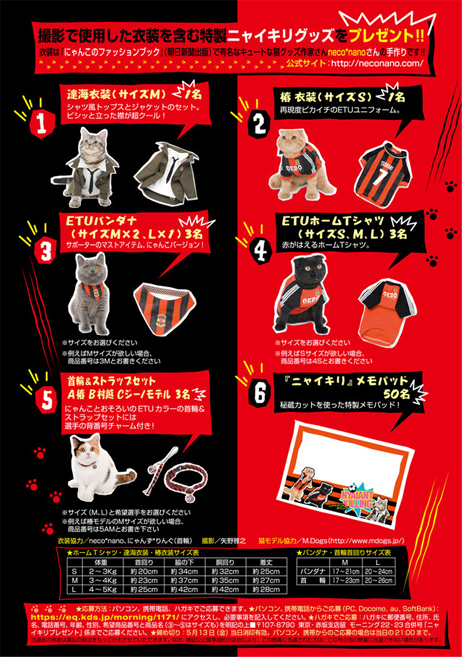 撮影で使用した衣装を含む特製ニャイキリグッズをプレゼント!!
衣装は「にゃんこのファッションブック」(朝日新聞出版)で有名なキュートな猫グッズ作家さんneco*nanoさんの手作りです!!
公式サイト:http://neconano.com/
1
達海衣装(サイズM) 1名
シャツ風トップスとジャケットのセット。
ビシッと立った襟が超クール!
2
椿 衣装(サイズS) 1名
再現度ピカイチのETUユニフォーム。
7
3
ETUバンダナ
(サイズM×2、L×1)3名
サポーターのマストアイテム、にゃんこバージョン!
※サイズをお選びください
※例えばMサイズが欲しい場合、
商品番号は3Mとお書きください
4
ETUホームTシャツ
(サイズS、M、L)3名
赤がはえるホームTシャツ。
※サイズをお選びください
※例えばSサイズが欲しい場合、
商品番号は4Sとお書きください
5
首輪&ストラップセット
A椿 B村越 Cジーノモデル 3名
にゃんことおそろいのETUカラーの首輪&
ストラップセットには
選手の背番号チャーム付き!
※サイズ(M、L)と希望選手をお選びください
※例えば椿モデルのMサイズが欲しい場合、
商品番号は5AMとお書き下さい
6
『ニャイキリ』メモパッド
50名
秘蔵カットを使った特製メモパッド!
NYAIANT
KILLING
衣装協力/neco*nano、にゃんず*りんぐ(首輪) 撮影/矢野雅之 猫モデル協力/M.Dogs(http://www.mdogs.jp/)
★ホームTシャツ・達海衣装・椿衣装サイズ表
体重 首回り 脇の下 胴回り 着丈
S 2~3Kg 約20cm 約34cm 約32cm 約25cm
M 3~4Kg 約23cm 約37cm 約35cm 約27cm
L 4~5Kg 約25cm 約42cm 約42cm 約28cm
★バンダナ・首輪首回りサイズ表
M L
バンダナ 17~21cm 20~24cm
首輪 17~23cm 20~26cm
★応募方法:パソコン、携帯電話、ハガキでご応募できます。★パソコン、携帯電話からご応募(PC, Docomo, au, SoftBank):
https://eq.kds.jp/morning/1171/にアクセスし、必要事項を記入してください。★ハガキでご応募:ハガキに郵便番号、住所、氏
名、電話番号、年齢、性別、希望商品番号と商品名(③~⑤はサイズも)を明記の上■〒107-8790 東京・赤坂支店留 モーニング22・23合併号「ニャ
イキリプレゼント」係までご応募ください。★締め切り:5月13日(金)当日消印有効。パソコン、携帯からのご応募の場合は当日の21:00まで。